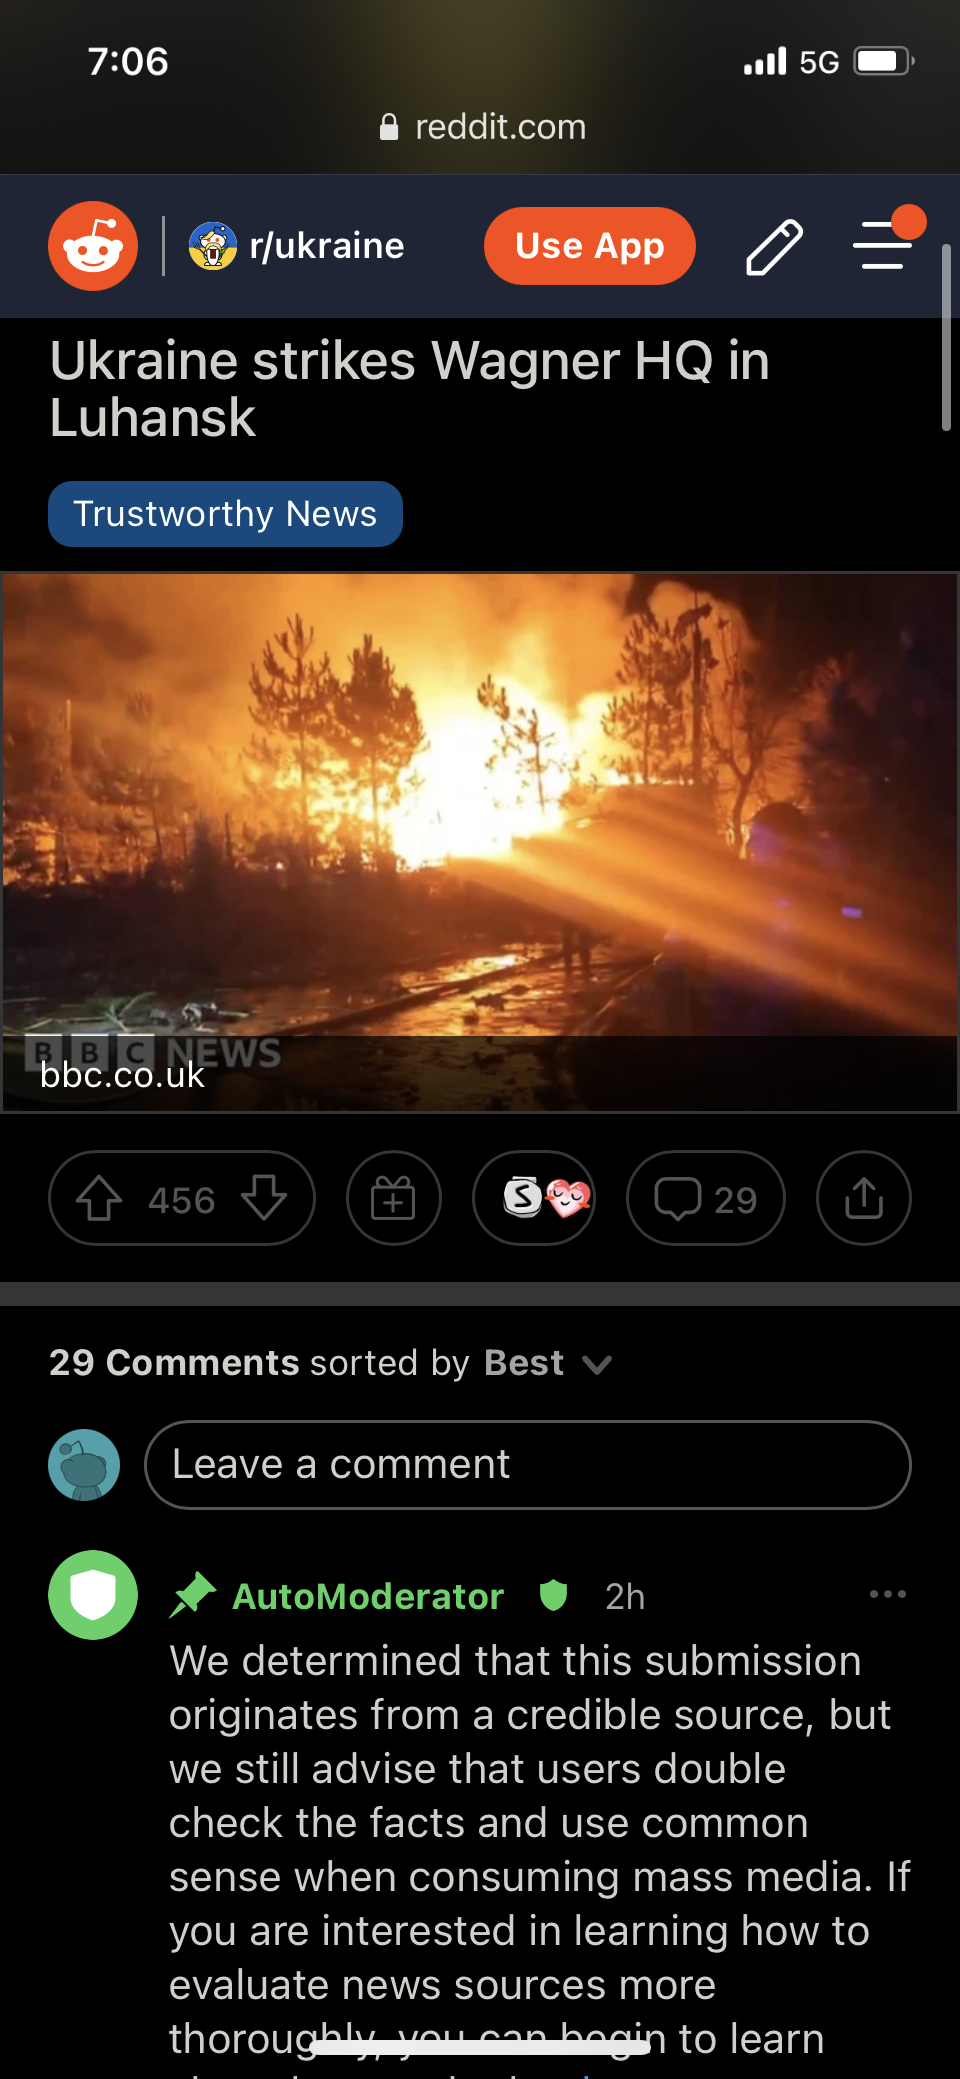 7:06
5G
reddit.com
r/ukraine
Use App
Ukraine strikes Wagner HQ in
Luhansk
Trustworthy News
BBC NEWS
bbc.co.uk
456
S
29
29 Comments sorted by Best
Leave a comment
AutoModerator 2h
We determined that this submission
originates from a credible source, but
we still advise that users double
check the facts and use common
sense when consuming mass media. If
you are interested in learning how to
evaluate news sources more
thoroughly, you can begin to learn